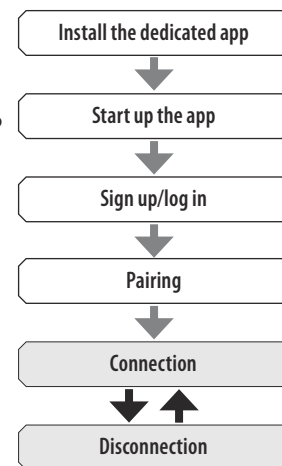 Install the dedicated app
Start up the app
Sign up/log in
Pairing
Connection
Disconnection